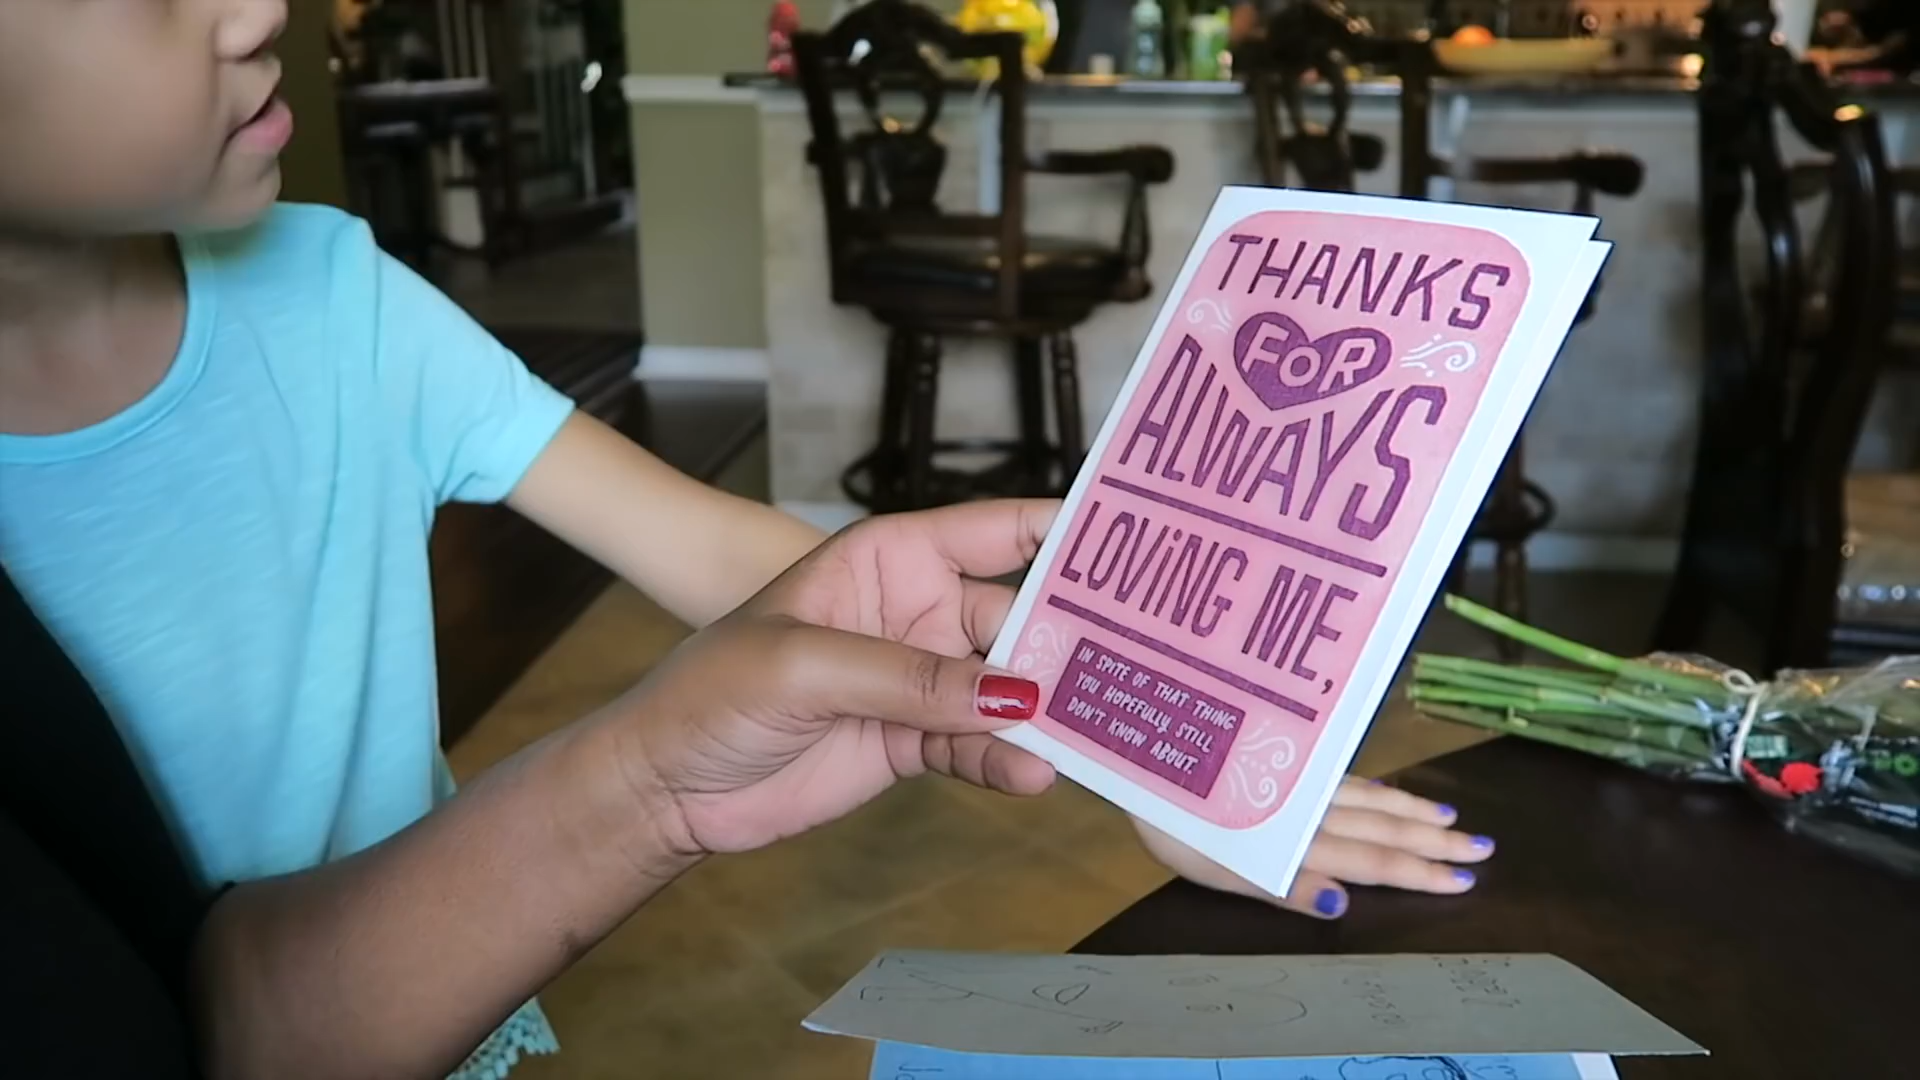 THANKS
FOR
ALWAYS
LOViNG ME,
IN SPITE OF THAT THING
YOU HOPEFULLY STILL
DON'T KNOW ABOUT.